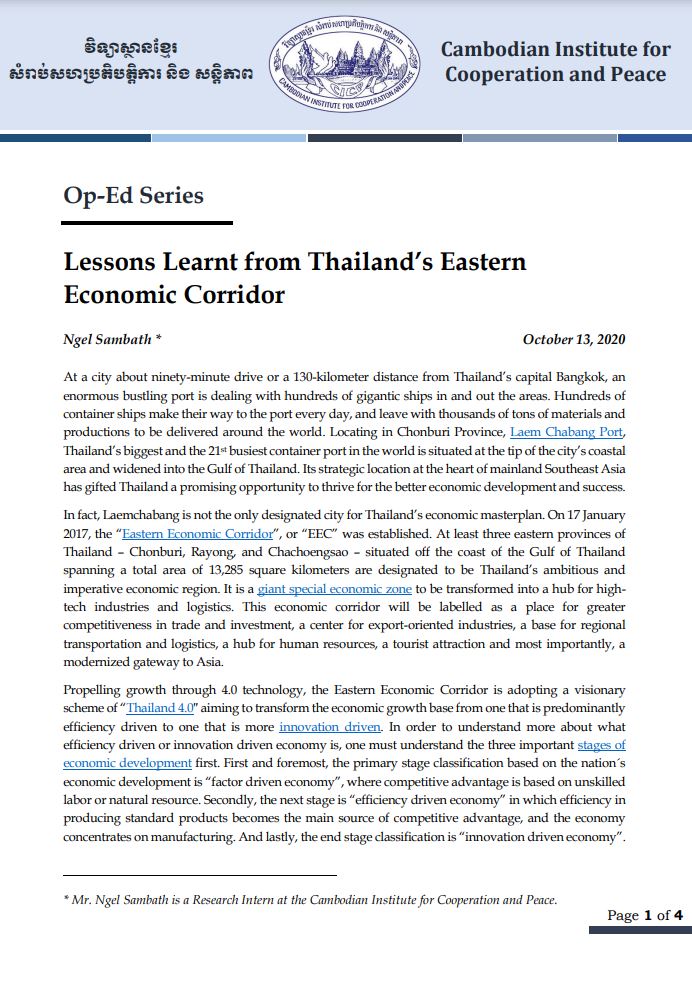 វិទ្យាស្ថានខ្មែរ
សំរាប់សហប្រតិបត្តិការ និង សន្តិភាព
CAMBODIAN INSTITUTE FOR COOPERATION AND PEACE
CICP
Cambodian Institute for
Cooperation and Peace
Op-Ed Series
Lessons Learnt from Thailand’s Eastern
Economic Corridor
Ngel Sambath * October 13, 2020
At a city about ninety-minute drive or a 130-kilometer distance from Thailand’s capital Bangkok, an
enormous bustling port is dealing with hundreds of gigantic ships in and out the areas. Hundreds of
container ships make their way to the port every day, and leave with thousands of tons of materials and
productions to be delivered around the world. Locating in Chonburi Province, Laem Chabang Port,
Thailand’s biggest and the 21st busiest container port in the world is situated at the tip of the city’s coastal
area and widened into the Gulf of Thailand. Its strategic location at the heart of mainland Southeast Asia
has gifted Thailand a promising opportunity to thrive for the better economic development and success.
In fact, Laemchabang is not the only designated city for Thailand’s economic masterplan. On 17 January
2017, the “Eastern Economic Corridor”, or “EEC” was established. At least three eastern provinces of
Thailand – Chonburi, Rayong, and Chachoengsao – situated off the coast of the Gulf of Thailand
spanning a total area of 13,285 square kilometers are designated to be Thailand’s ambitious and
imperative economic region. It is a giant special economic zone to be transformed into a hub for high-
tech industries and logistics. This economic corridor will be labelled as a place for greater
competitiveness in trade and investment, a center for export-oriented industries, a base for regional
transportation and logistics, a hub for human resources, a tourist attraction and most importantly, a
modernized gateway to Asia.
Propelling growth through 4.0 technology, the Eastern Economic Corridor is adopting a visionary
scheme of “Thailand 4.0″ aiming to transform the economic growth base from one that is predominantly
efficiency driven to one that is more innovation driven. In order to understand more about what
efficiency driven or innovation driven economy is, one must understand the three important stages of
economic development first. First and foremost, the primary stage classification based on the nation´s
economic development is “factor driven economy”, where competitive advantage is based on unskilled
labor or natural resource. Secondly, the next stage is “efficiency driven economy” in which efficiency in
producing standard products becomes the main source of competitive advantage, and the economy
concentrates on manufacturing. And lastly, the end stage classification is “innovation driven economy”.
* Mr. Ngel Sambath is a Research Intern at the Cambodian Institute for Cooperation and Peace.
Page 1 of 4